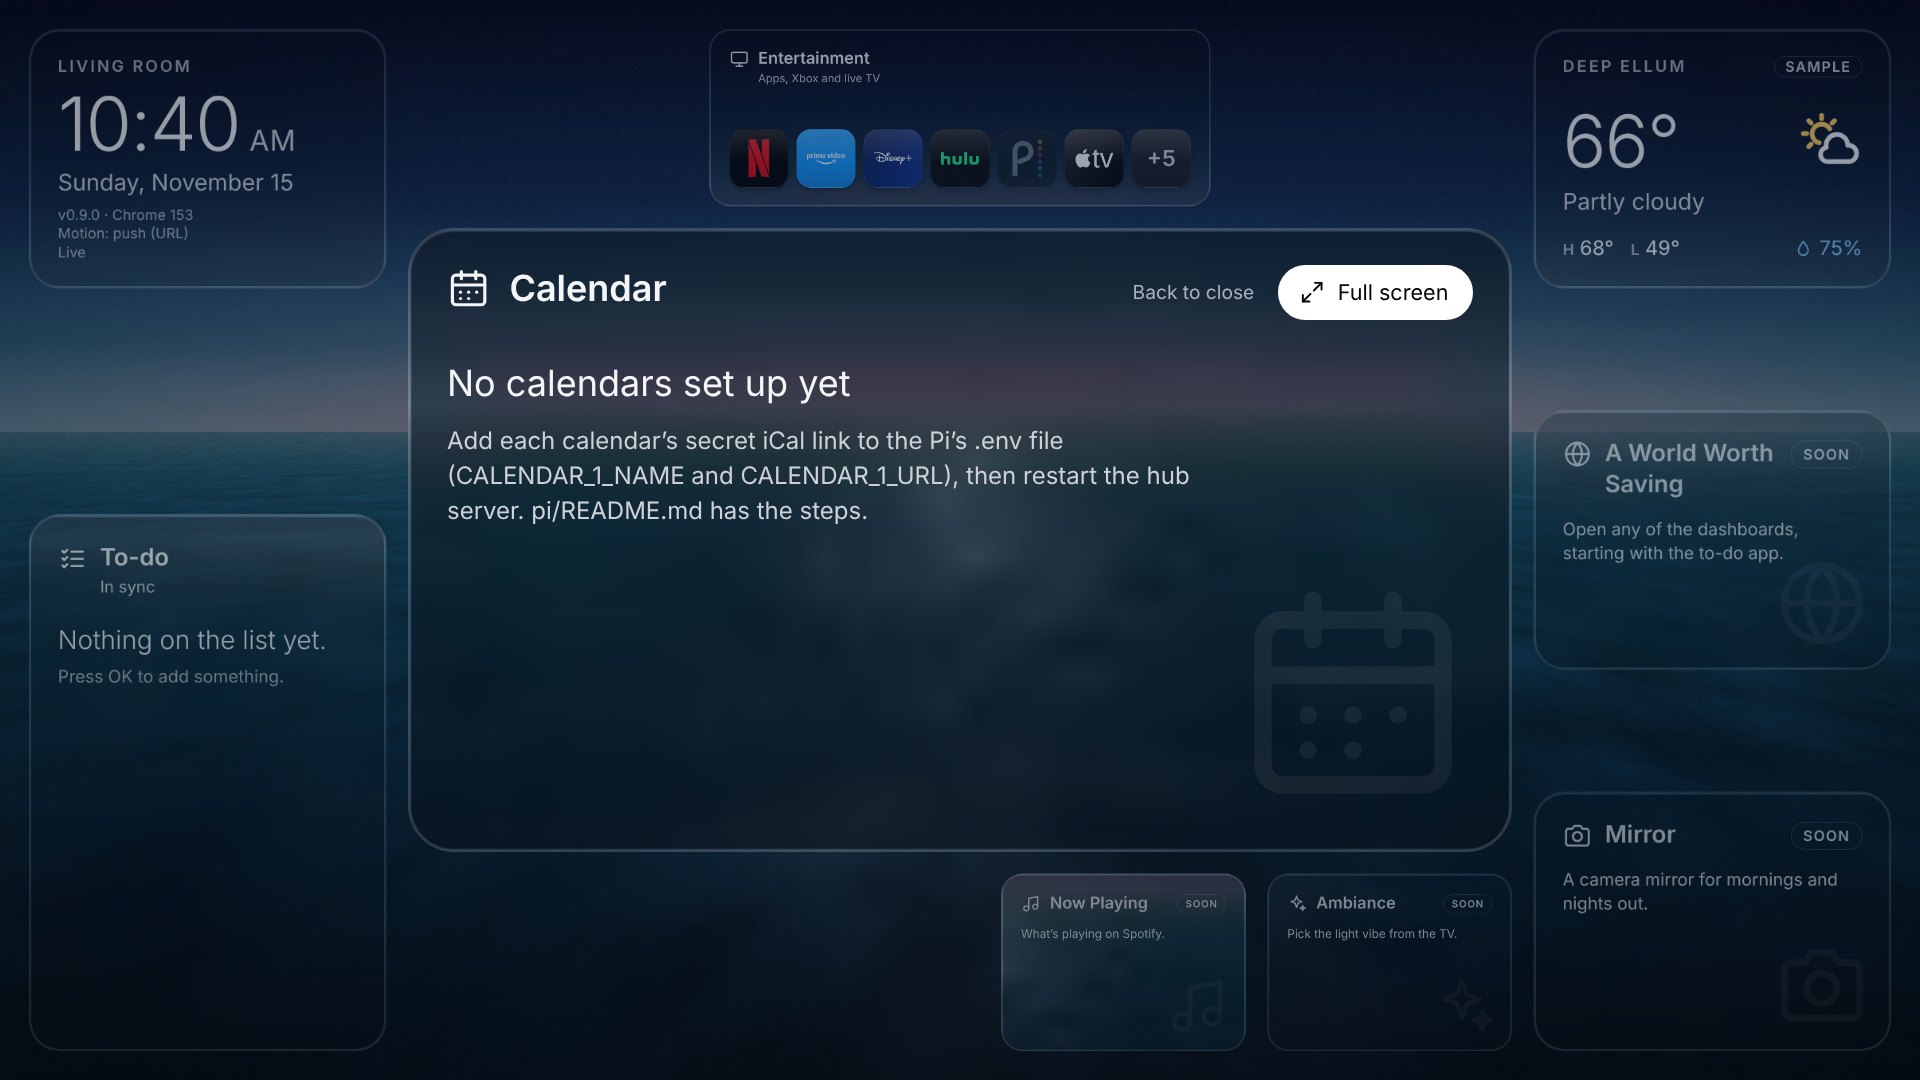 LIVING ROOM
10:40 AM
Sunday, November 15
v0.9.0 · Chrome 153
Motion: push (URL)
Live
Entertainment
Apps, Xbox and live TV
N
prime video
Disney+
hulu
P
tv
+5
DEEP ELLUM
SAMPLE
66°
Partly cloudy
H 68° L 49°
75%
Calendar
Back to close
Full screen
No calendars set up yet
Add each calendar’s secret iCal link to the Pi’s .env file
(CALENDAR_1_NAME and CALENDAR_1_URL), then restart the hub
server. pi/README.md has the steps.
To-do
In sync
Nothing on the list yet.
Press OK to add something.
A World Worth
Saving
SOON
Open any of the dashboards,
starting with the to-do app.
Now Playing
SOON
What’s playing on Spotify.
Ambiance
SOON
Pick the light vibe from the TV.
Mirror
SOON
A camera mirror for mornings and
nights out.